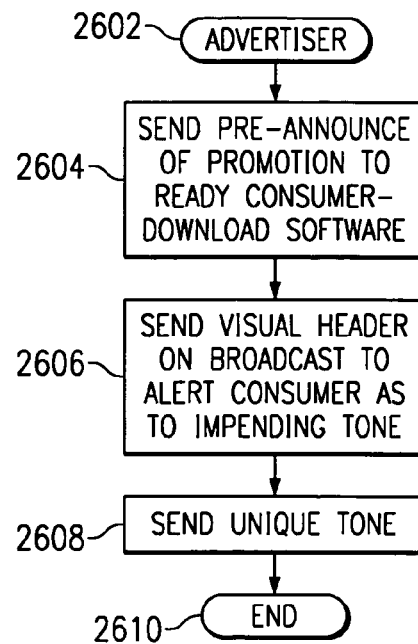 2602
ADVERTISER
2604
SEND PRE-ANNOUNCE
OF PROMOTION TO
READY CONSUMER-
DOWNLOAD SOFTWARE
2606
SEND VISUAL HEADER
ON BROADCAST TO
ALERT CONSUMER AS
TO IMPENDING TONE
2608
SEND UNIQUE TONE
2610
END